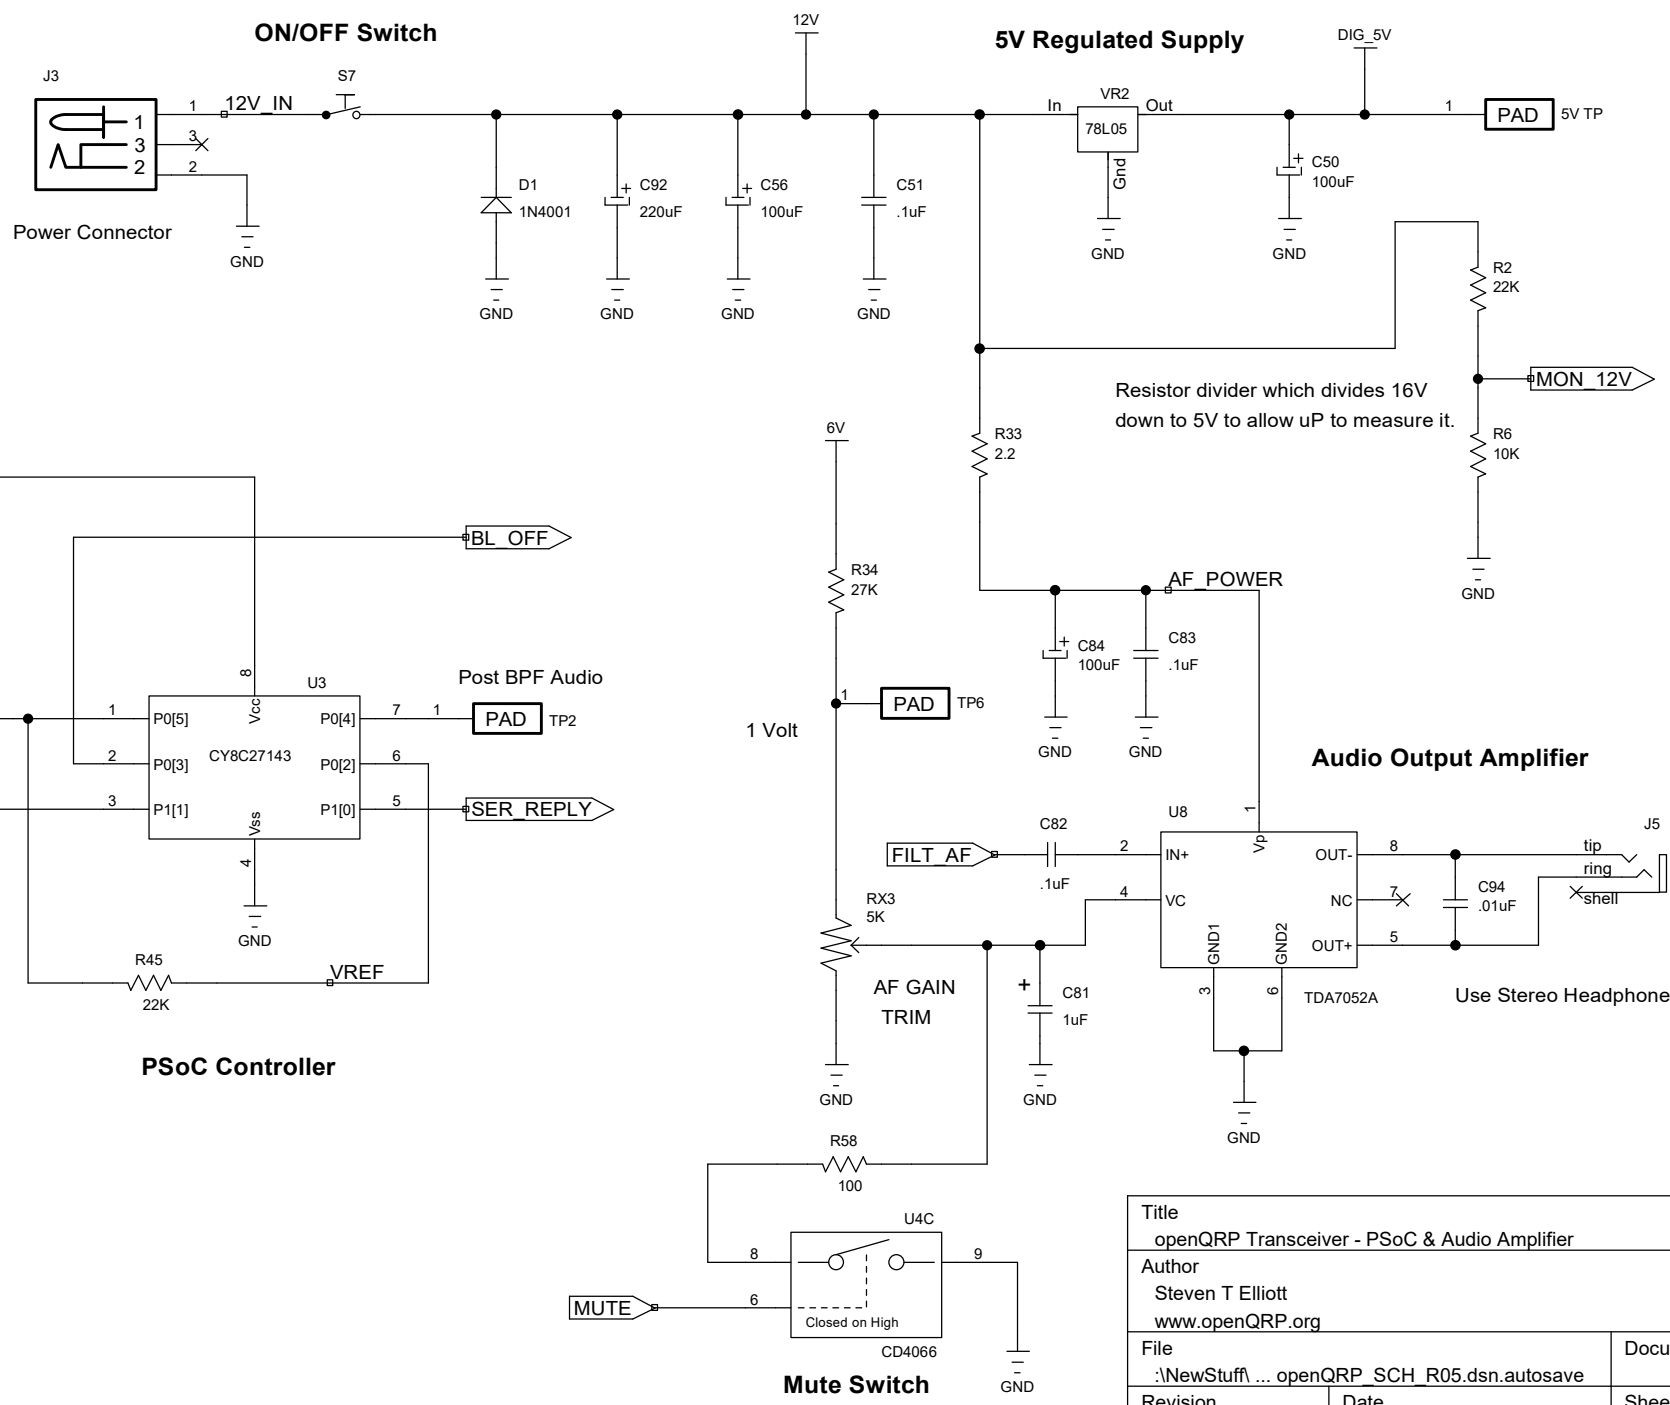 ON/OFF Switch
12V
5V Regulated Supply
DIG_5V
J3
S7
1
12V_IN
1
3
3
2
2
Power Connector
GND
D1
1N4001
GND
+
C92
220uF
GND
+
C56
100uF
GND
C51
.1uF
GND
In
VR2
Out
78L05
Gnd
GND
+
C50
100uF
GND
1
PAD
5V TP
R2
22K
MON_12V
Resistor divider which divides 16V
down to 5V to allow uP to measure it.
R6
10K
GND
R33
2.2
6V
R34
27K
AF_POWER
+
C84
100uF
GND
C83
.1uF
GND
BL_OFF
Post BPF Audio
U3
8
Vcc
1
P0[5]
P0[4]
7
1
PAD
TP2
2
P0[3]
CY8C27143
P0[2]
6
3
P1[1]
P1[0]
5
SER_REPLY
Vss
4
GND
R45
22K
VREF
PSoC Controller
1
PAD
TP6
1 Volt
Audio Output Amplifier
U8
1
Vp
FILT_AF
C82
.1uF
2
IN+
OUT-
8
4
VC
NC
7
OUT+
5
GND1
GND2
3
6
TDA7052A
GND
J5
tip
ring
shell
C94
.01uF
Use Stereo Headphone
RX3
5K
AF GAIN
TRIM
GND
+
C81
1uF
GND
R58
100
U4C
8
9
MUTE
6
Closed on High
CD4066
GND
Mute Switch
Title
openQRP Transceiver - PSoC & Audio Amplifier
Author
Steven T Elliott
www.openQRP.org
File
Docu
:\NewStuff\ ... openQRP_SCH_R05.dsn.autosave
Revision
Date
Shee